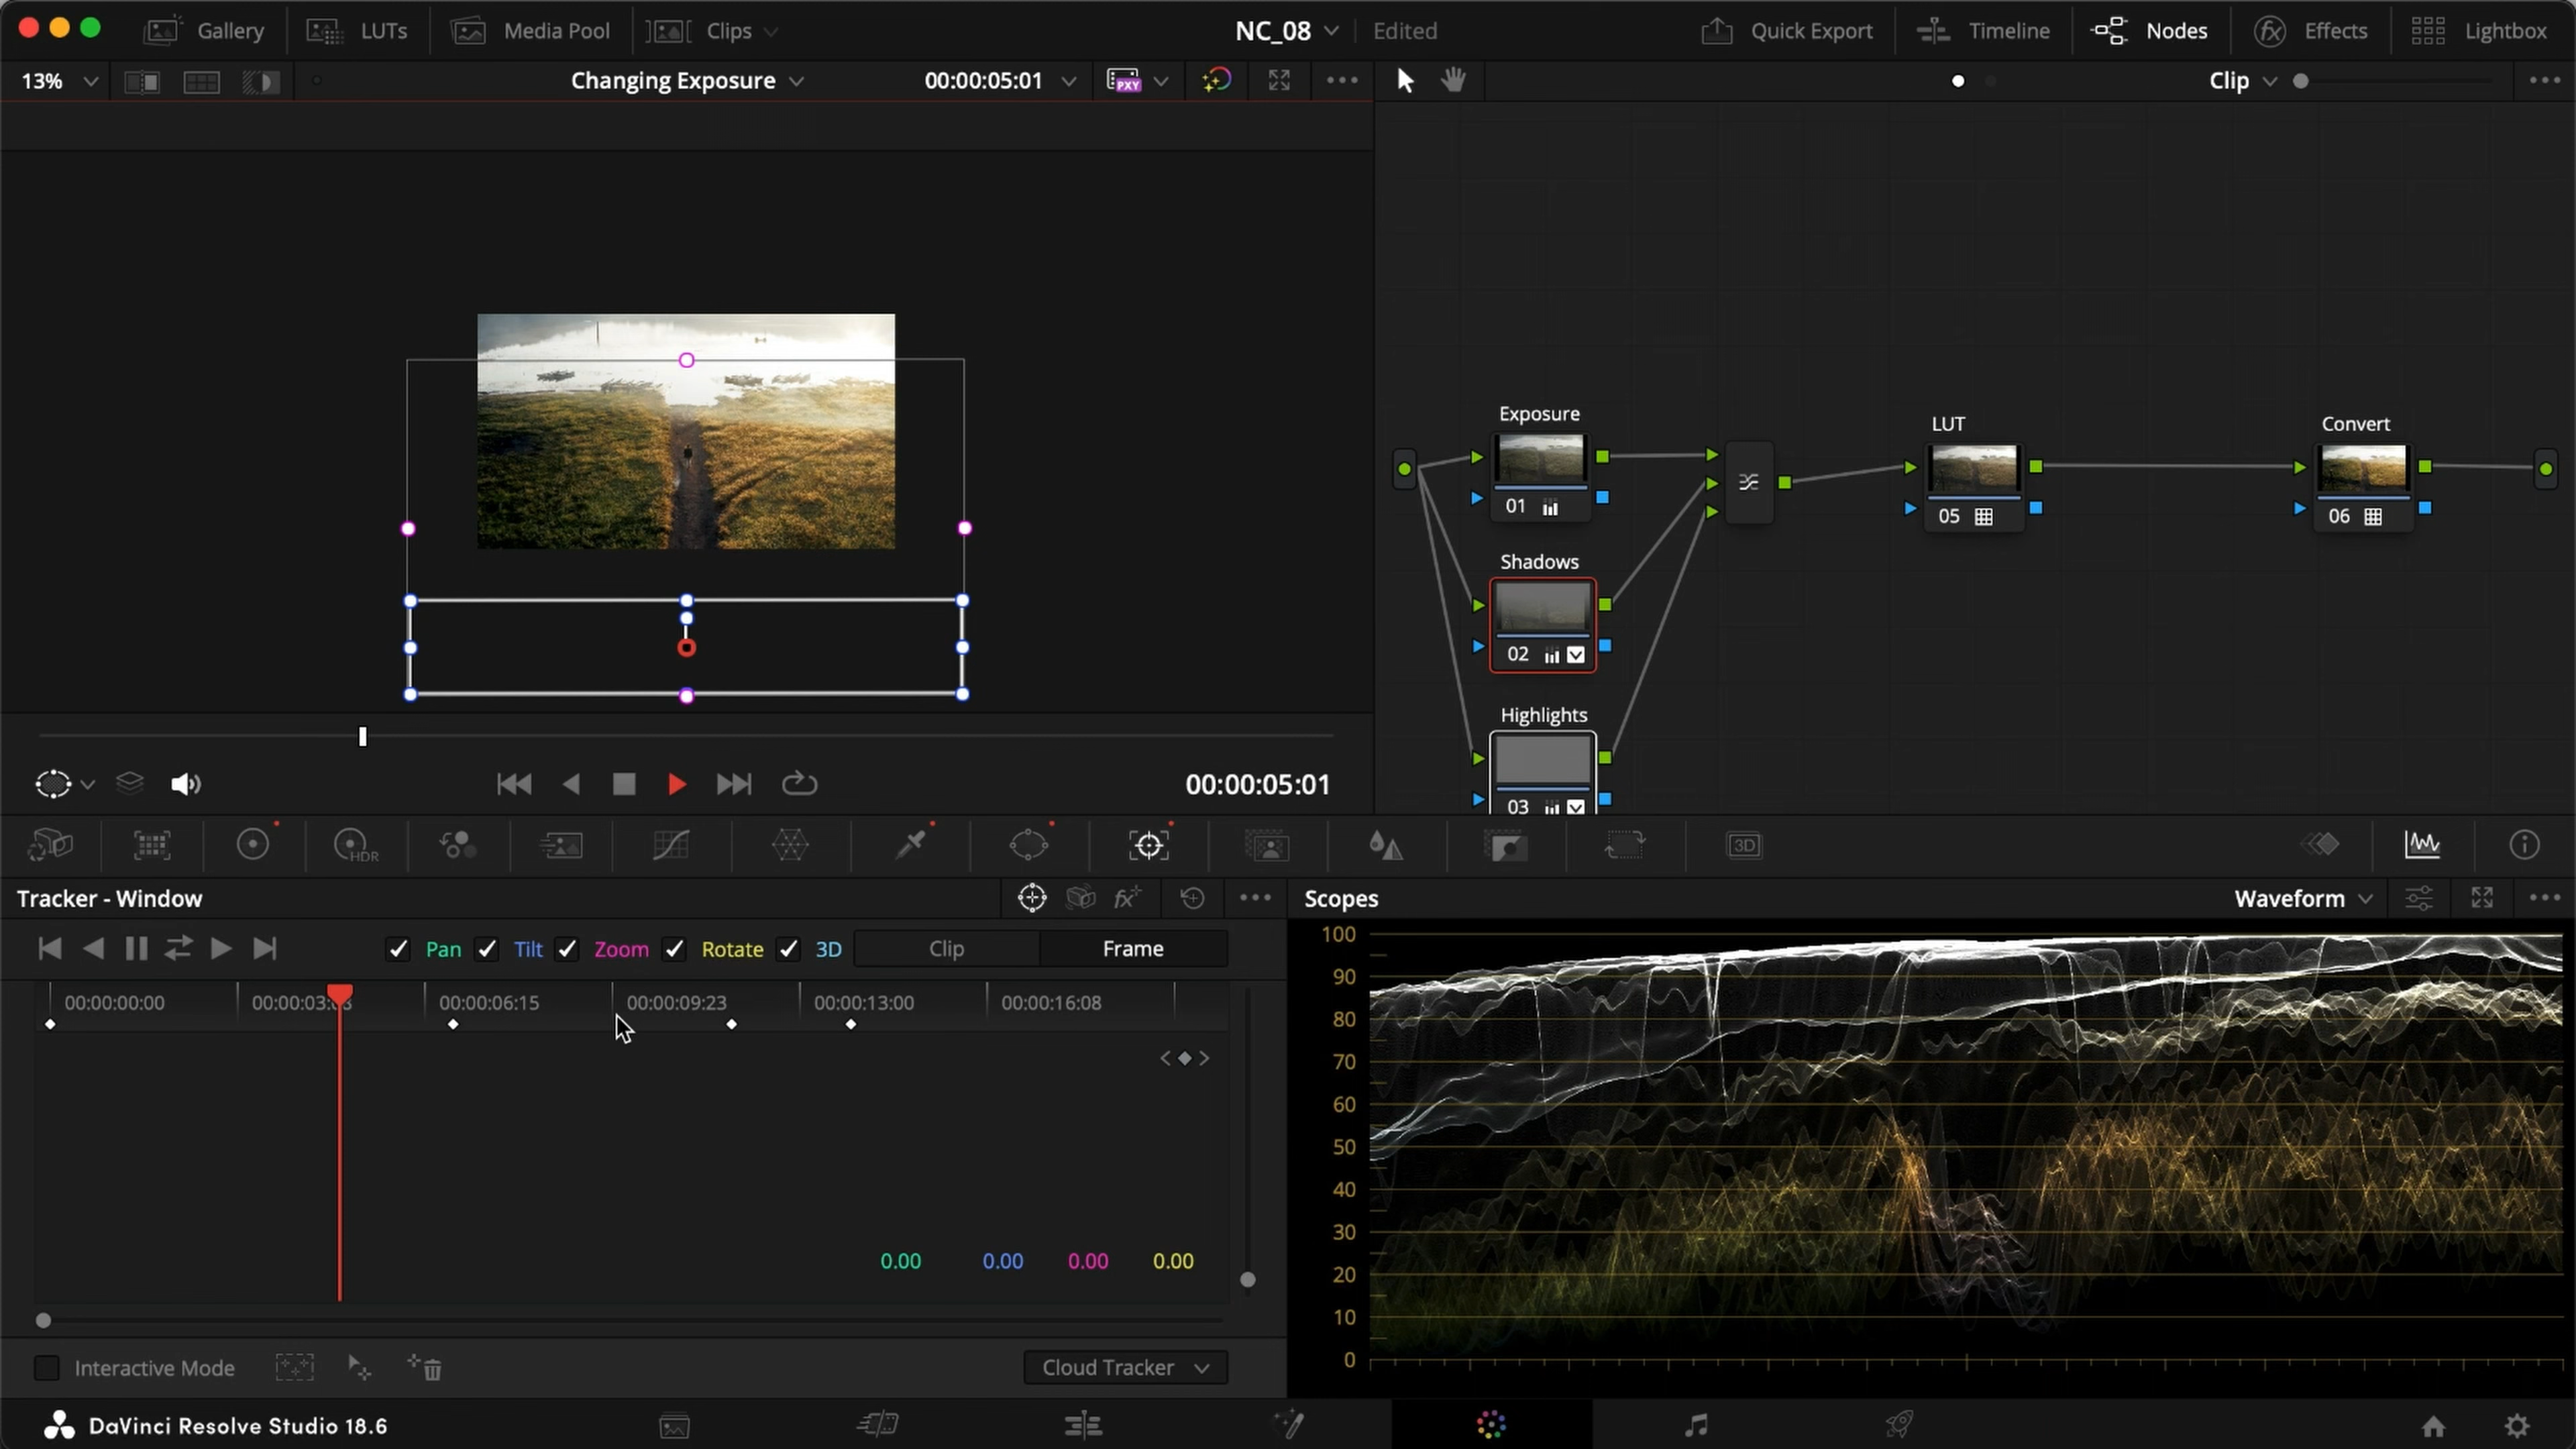 Gallery LUTs Media Pool Clips NC_08 Edited Quick Export Timeline Nodes fx Effects Lightbox
13% Changing Exposure 00:00:05:01 PXY Clip
Exposure
01
Shadows
02
Highlights
03
LUT
05
Convert
06
00:00:05:01
HDR
3D
Tracker - Window fx
Pan Tilt Zoom Rotate 3D Clip Frame
00:00:00:00 00:00:03:08 00:00:06:15 00:00:09:23 00:00:13:00 00:00:16:08
0.00 0.00 0.00 0.00
Interactive Mode Cloud Tracker
Scopes Waveform
100
90
80
70
60
50
40
30
20
10
0
DaVinci Resolve Studio 18.6